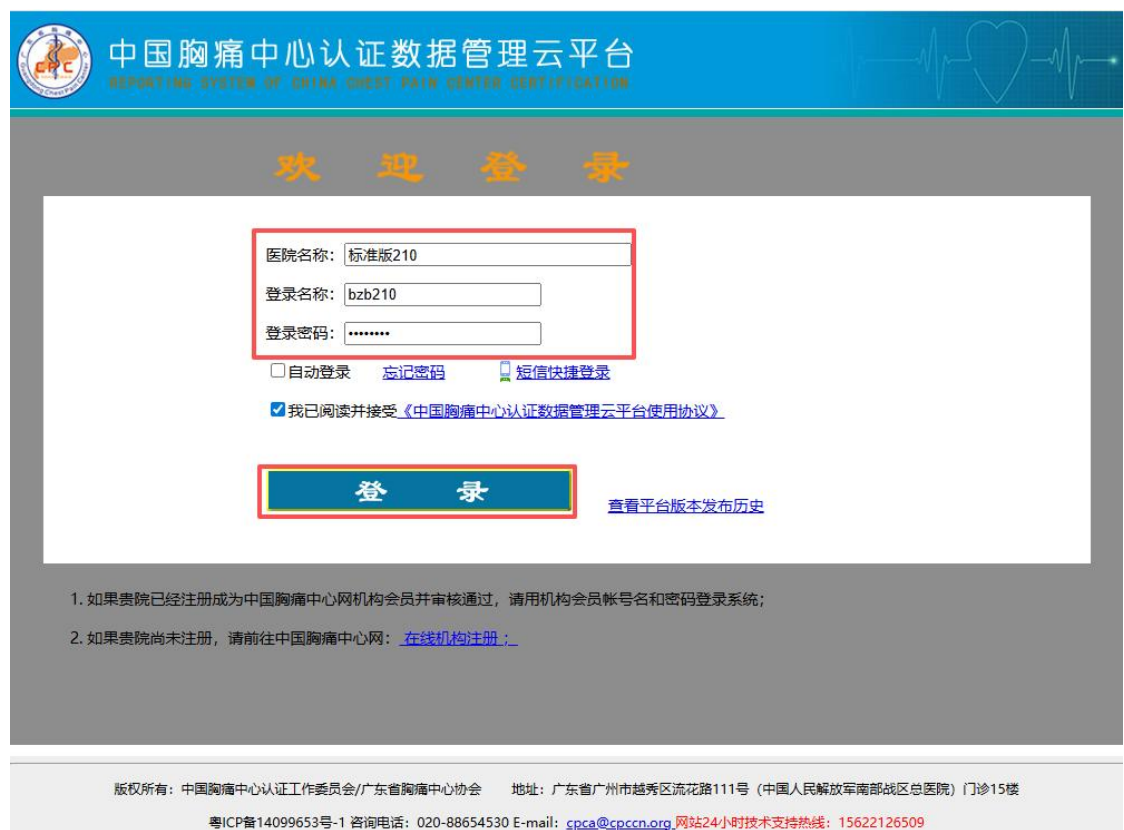 中国胸痛中心认证数据管理云平台
REPORTING SYSTEM OF CHINA CHEST PAIN CENTER CERTIFICATION
CPC
欢 迎 登 录
医院名称： 标准版210
登录名称： bzb210
登录密码： ••••••••
自动登录 忘记密码 短信快捷登录
我已阅读并接受《中国胸痛中心认证数据管理云平台使用协议》
登 录
查看平台版本发布历史
1. 如果贵院已经注册成为中国胸痛中心网机构会员并审核通过，请用机构会员帐号名和密码登录系统；
2. 如果贵院尚未注册，请前往中国胸痛中心网： 在线机构注册；
版权所有：中国胸痛中心认证工作委员会/广东省胸痛中心协会 地址：广东省广州市越秀区流花路111号（中国人民解放军南部战区总医院）门诊15楼
粤ICP备14099653号-1 咨询电话：020-88654530 E-mail：cpca@cpccn.org 网站24小时技术支持热线：15622126509